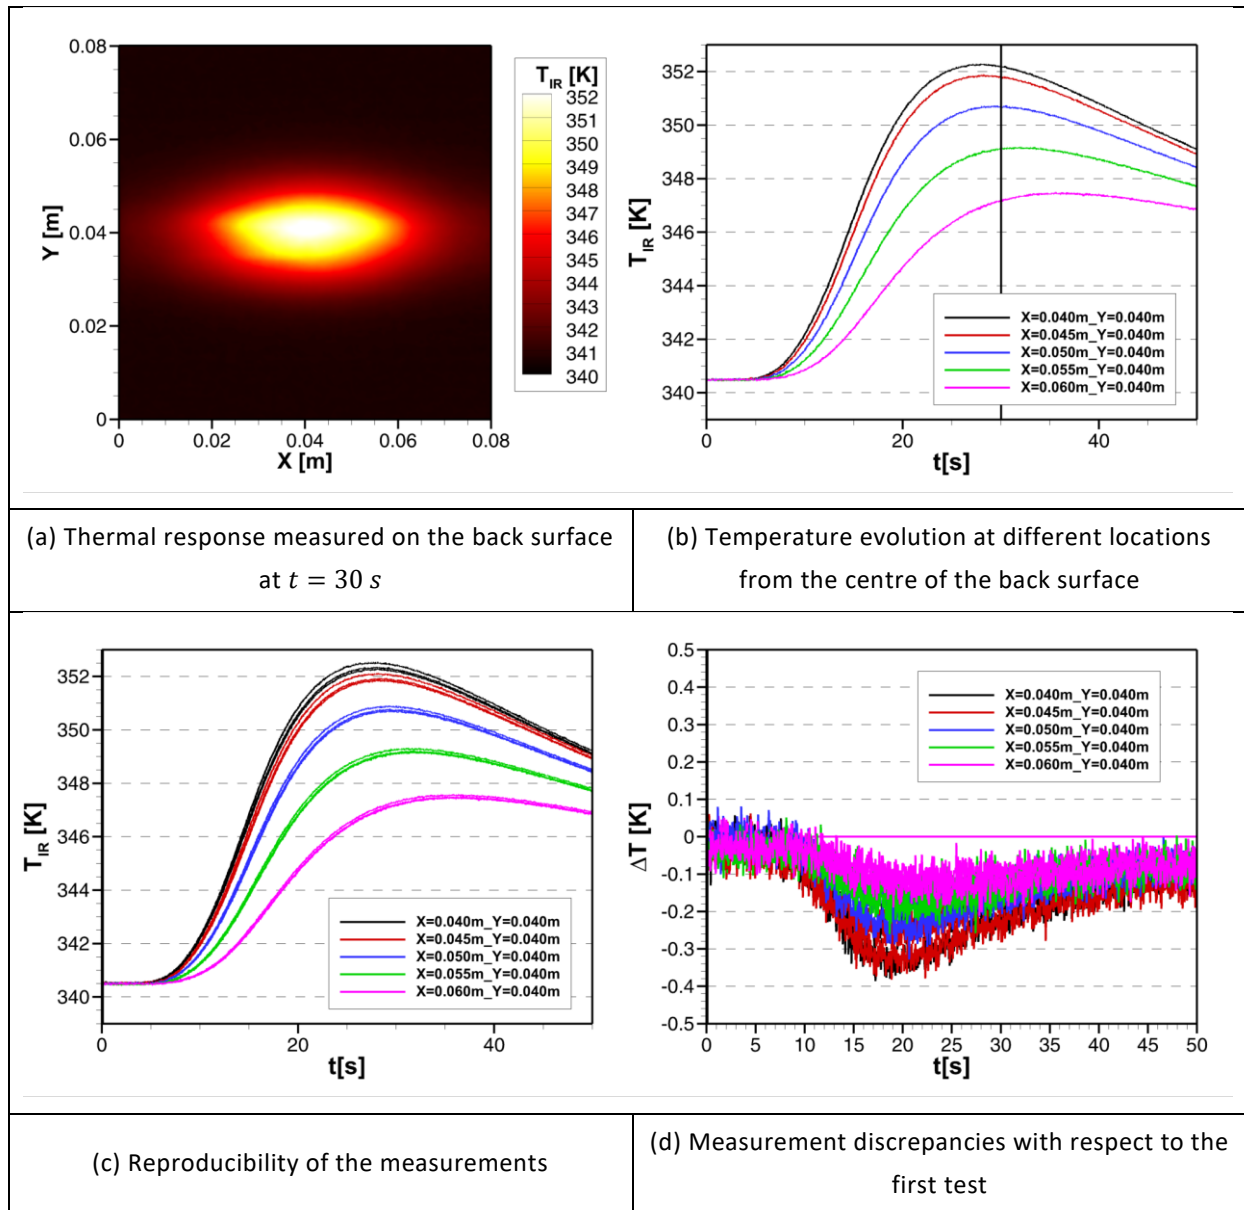 0.08
0.06
0.04
0.02
0
Y [m]
0
0.02
0.04
0.06
0.08
X [m]
T_IR [K]
352
351
350
349
348
347
346
345
344
343
342
341
340
352
350
348
346
344
342
340
T_IR [K]
X=0.040m_Y=0.040m
X=0.045m_Y=0.040m
X=0.050m_Y=0.040m
X=0.055m_Y=0.040m
X=0.060m_Y=0.040m
0
20
40
t[s]
(a) Thermal response measured on the back surface
at t = 30 s
(b) Temperature evolution at different locations
from the centre of the back surface
352
350
348
346
344
342
340
T_IR [K]
X=0.040m_Y=0.040m
X=0.045m_Y=0.040m
X=0.050m_Y=0.040m
X=0.055m_Y=0.040m
X=0.060m_Y=0.040m
0
20
40
t[s]
0.5
0.4
0.3
0.2
0.1
0
-0.1
-0.2
-0.3
-0.4
-0.5
ΔT [K]
X=0.040m_Y=0.040m
X=0.045m_Y=0.040m
X=0.050m_Y=0.040m
X=0.055m_Y=0.040m
X=0.060m_Y=0.040m
0
5
10
15
20
25
30
35
40
45
50
t[s]
(c) Reproducibility of the measurements
(d) Measurement discrepancies with respect to the
first test